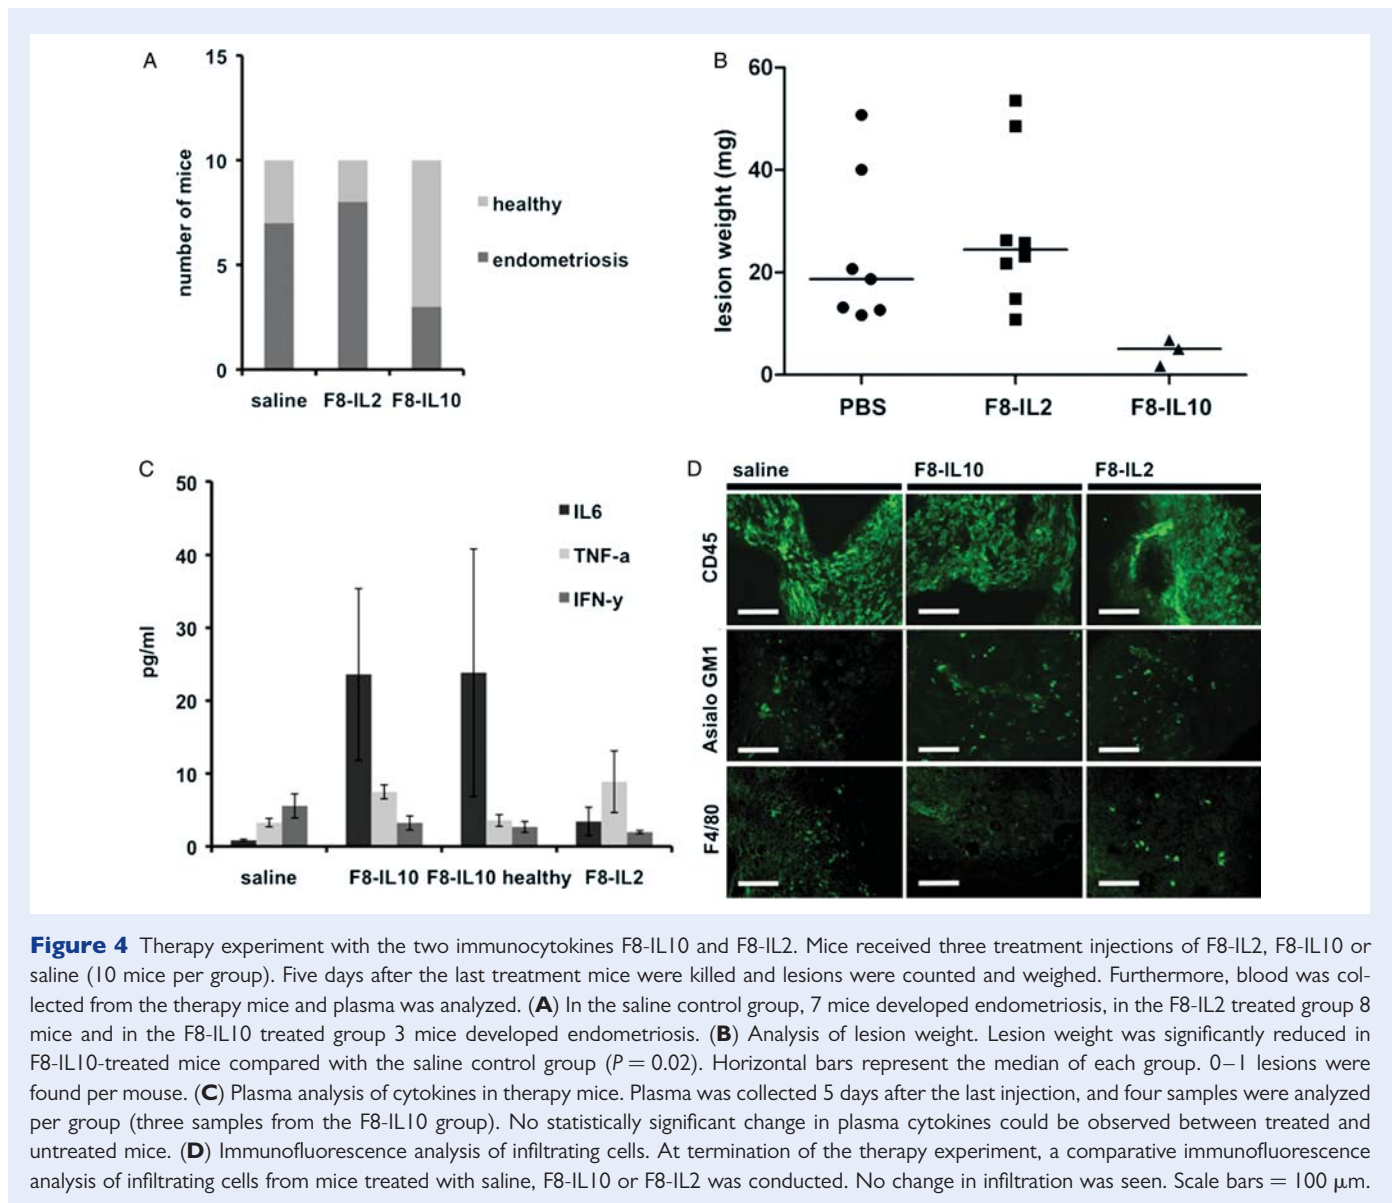 A
15
10
5
0
number of mice
saline F8-IL2 F8-IL10
healthy
endometriosis
B
60
40
20
0
lesion weight (mg)
PBS F8-IL2 F8-IL10
C
50
40
30
20
10
0
pg/ml
IL6
TNF-a
IFN-y
saline F8-IL10 F8-IL10 healthy F8-IL2
D
saline F8-IL10 F8-IL2
CD45
Asialo GM1
F4/80
Figure 4 Therapy experiment with the two immunocytokines F8-IL10 and F8-IL2. Mice received three treatment injections of F8-IL2, F8-IL10 or
saline (10 mice per group). Five days after the last treatment mice were killed and lesions were counted and weighed. Furthermore, blood was col-
lected from the therapy mice and plasma was analyzed. (A) In the saline control group, 7 mice developed endometriosis, in the F8-IL2 treated group 8
mice and in the F8-IL10 treated group 3 mice developed endometriosis. (B) Analysis of lesion weight. Lesion weight was significantly reduced in
F8-IL10-treated mice compared with the saline control group (P = 0.02). Horizontal bars represent the median of each group. 0–1 lesions were
found per mouse. (C) Plasma analysis of cytokines in therapy mice. Plasma was collected 5 days after the last injection, and four samples were analyzed
per group (three samples from the F8-IL10 group). No statistically significant change in plasma cytokines could be observed between treated and
untreated mice. (D) Immunofluorescence analysis of infiltrating cells. At termination of the therapy experiment, a comparative immunofluorescence
analysis of infiltrating cells from mice treated with saline, F8-IL10 or F8-IL2 was conducted. No change in infiltration was seen. Scale bars = 100 μm.